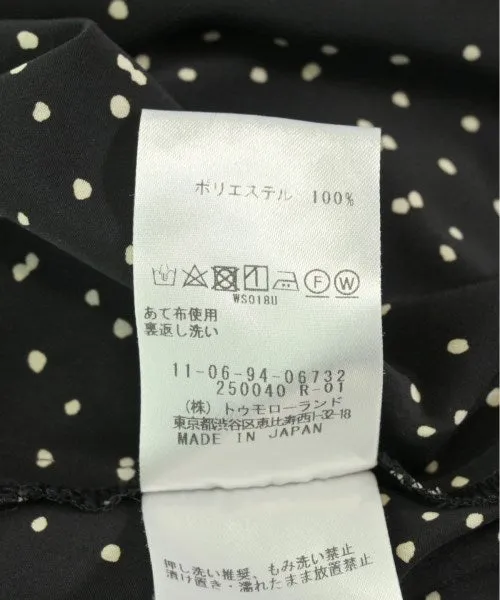 ポリエステル 100%
F W
WS018U
あて布使用
裏返し洗い
11-06-94-06732
250040 R-01
(株) トゥモローランド
東京都渋谷区恵比寿西1-32-18
MADE IN JAPAN
押し洗い推奨、もみ洗い禁止
漬け置き・濡れたまま放置禁止